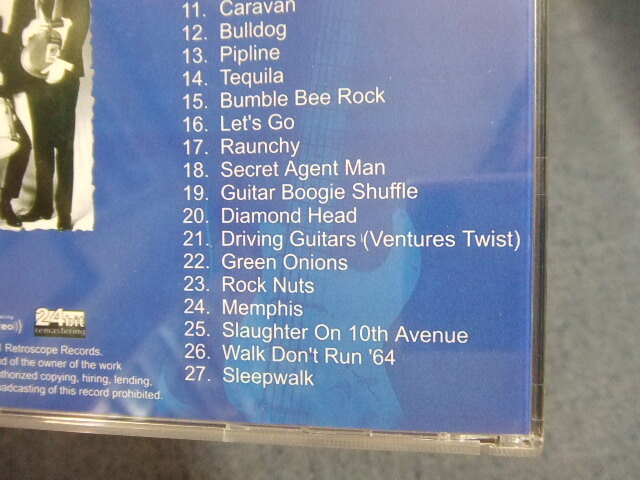 11. Caravan
12. Bulldog
13. Pipline
14. Tequila
15. Bumble Bee Rock
16. Let's Go
17. Raunchy
18. Secret Agent Man
19. Guitar Boogie Shuffle
20. Diamond Head
21. Driving Guitars (Ventures Twist)
22. Green Onions
23. Rock Nuts
24. Memphis
25. Slaughter On 10th Avenue
26. Walk Don't Run '64
27. Sleepwalk
24 bit
remastering
Retroscope Records.
of the owner of the work
copying, hiring, lending,
of this record prohibited.